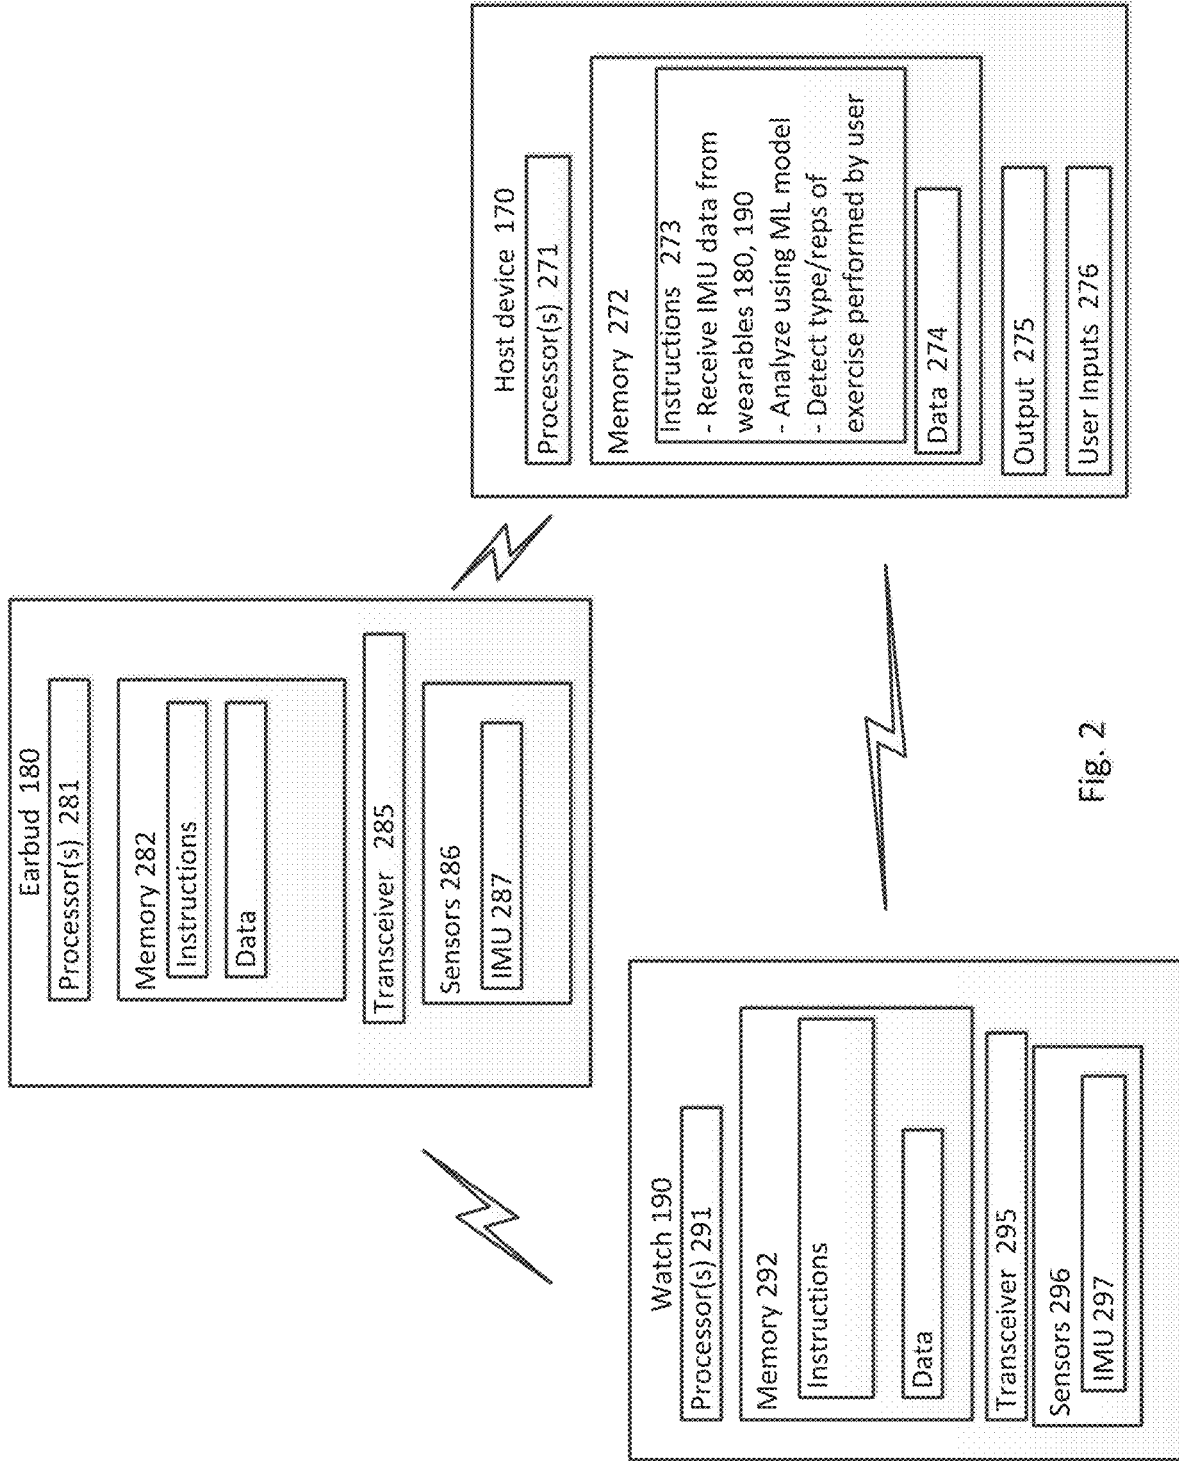 Earbud 180
Processor(s) 281
Memory 282
Instructions
Data
Transceiver 285
Sensors 286
IMU 287
Watch 190
Processor(s) 291
Memory 292
Instructions
Data
Transceiver 295
Sensors 296
IMU 297
Host device 170
Processor(s) 271
Memory 272
Instructions 273
- Receive IMU data from
wearables 180, 190
- Analyze using ML model
- Detect type/reps of
exercise performed by user
Data 274
Output 275
User Inputs 276
Fig. 2